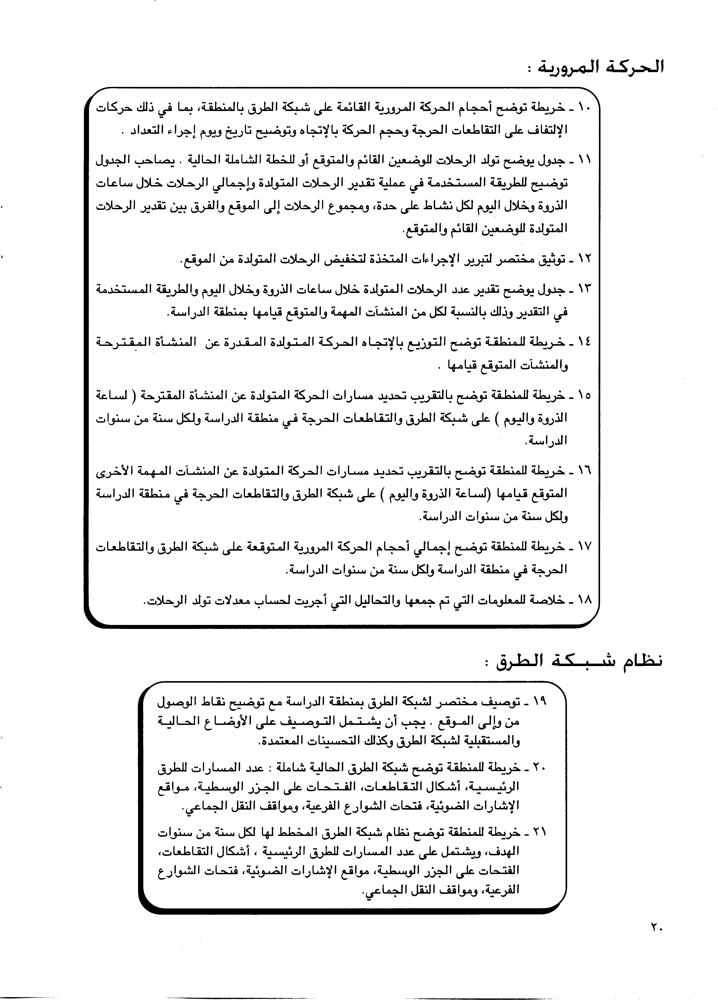 الحركة المرورية :
١٠ ـ خريطة توضح أحجام الحركة المرورية القائمة على شبكة الطرق بالمنطقة، بما في ذلك حركات
الإلتفاف على التقاطعات الحرجة وحجم الحركة بالإتجاه وتوضيح تاريخ ويوم إجراء التعداد .
١١ ـ جدول يوضح تولد الرحلات للوضعين القائم والمتوقع أو للخطة الشاملة الحالية . يصاحب الجدول
توضيح للطريقة المستخدمة في عملية تقدير الرحلات المتولدة وإجمالي الرحلات خلال ساعات
الذروة وخلال اليوم لكل نشاط على حدة، ومجموع الرحلات إلى الموقع والفرق بين تقدير الرحلات
المتولدة للوضعين القائم والمتوقع.
١٢ ـ توثيق مختصر لتبرير الإجراءات المتخذة لتخفيض الرحلات المتولدة من الموقع.
١٣ ـ جدول يوضح تقدير عدد الرحلات المتولدة خلال ساعات الذروة وخلال اليوم والطريقة المستخدمة
في التقدير وذلك بالنسبة لكل من المنشآت المهمة والمتوقع قيامها بمنطقة الدراسة.
١٤ ـ خريطة للمنطقة توضح التوزيع بالإتجاه الحركة المتولدة المقدرة عن المنشأة المقترحة
والمنشآت المتوقع قيامها .
١٥ ـ خريطة للمنطقة توضح بالتقريب تحديد مسارات الحركة المتولدة عن المنشأة المقترحة ( لساعة
الذروة واليوم ) على شبكة الطرق والتقاطعات الحرجة في منطقة الدراسة ولكل سنة من سنوات
الدراسة.
١٦ ـ خريطة للمنطقة توضح بالتقريب تحديد مسارات الحركة المتولدة عن المنشآت المهمة الأخرى
المتوقع قيامها (لساعة الذروة واليوم ) على شبكة الطرق والتقاطعات الحرجة في منطقة الدراسة
ولكل سنة من سنوات الدراسة.
١٧ ـ خريطة للمنطقة توضح إجمالي أحجام الحركة المرورية المتوقعة على شبكة الطرق والتقاطعات
الحرجة في منطقة الدراسة ولكل سنة من سنوات الدراسة.
١٨ ـ خلاصة للمعلومات التي تم جمعها والتحاليل التي أجريت لحساب معدلات تولد الرحلات.
نظام شبكة الطرق :
١٩ ـ توصيف مختصر لشبكة الطرق بمنطقة الدراسة مع توضيح نقاط الوصول
من وإلى الموقع . يجب أن يشتمل التوصيف على الأوضاع الحالية
والمستقبلية لشبكة الطرق وكذلك التحسينات المعتمدة.
٢٠ ـ خريطة للمنطقة توضح شبكة الطرق الحالية شاملة : عدد المسارات للطرق
الرئيسية، أشكال التقاطعات، الفتحات على الجزر الوسطية، مواقع
الإشارات الضوئية، فتحات الشوارع الفرعية، ومواقف النقل الجماعي.
٢١ ـ خريطة للمنطقة توضح نظام شبكة الطرق المخطط لها لكل سنة من سنوات
الهدف، ويشتمل على عدد المسارات للطرق الرئيسية ، أشكال التقاطعات،
الفتحات على الجزر الوسطية، مواقع الإشارات الضوئية، فتحات الشوارع
الفرعية، ومواقف النقل الجماعي.
٢٠